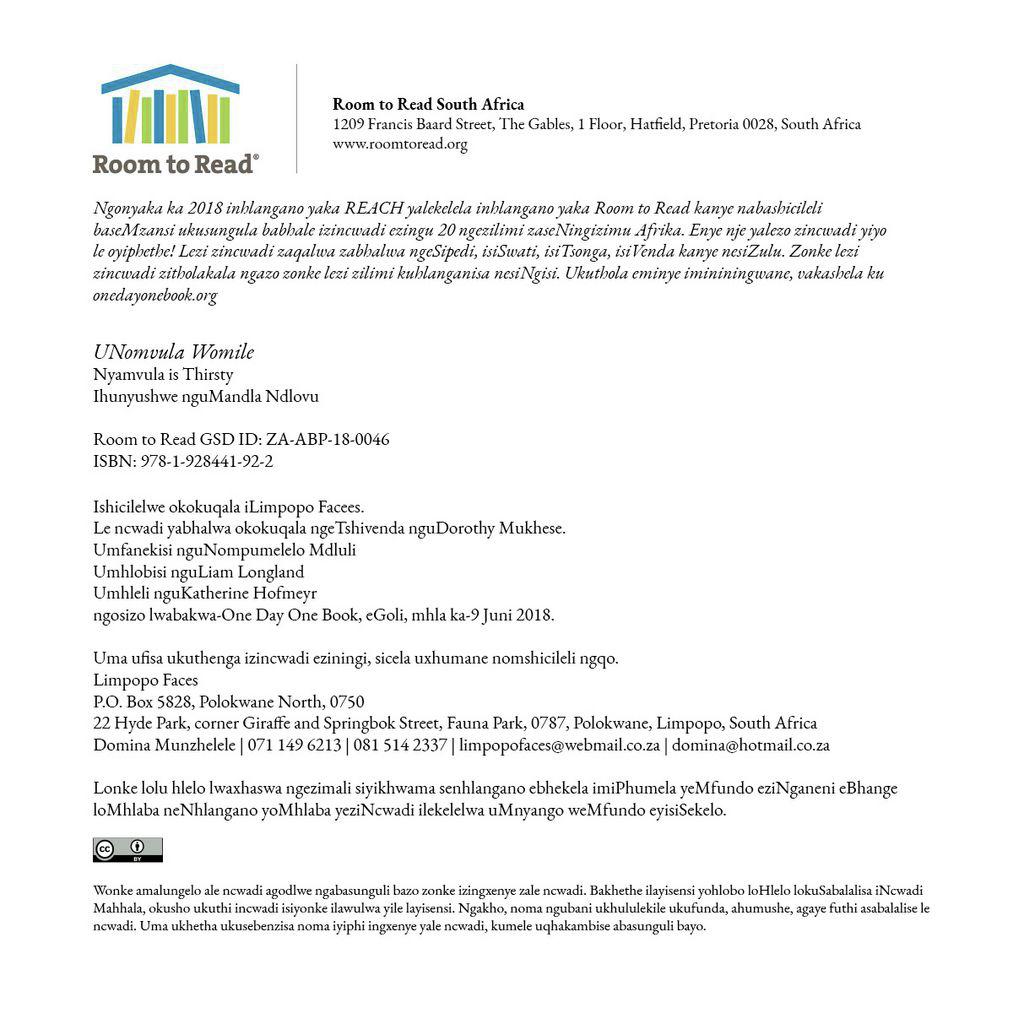 Room to Read®
Room to Read South Africa
1209 Francis Baard Street, The Gables, 1 Floor, Hatfield, Pretoria 0028, South Africa
www.roomtoread.org
Ngonyaka ka 2018 inhlangano yaka REACH yalekelela inhlangano yaka Room to Read kanye nabashicileli
baseMzansi ukusungula babhale izincwadi ezingu 20 ngezilimi zaseNingizimu Afrika. Enye nje yalezo zincwadi yiyo
le oyiphethe! Lezi zincwadi zaqalwa zabhalwa ngeSipedi, isiSwati, isiTsonga, isiVenda kanye nesiZulu. Zonke lezi
zincwadi zitholakala ngazo zonke lezi zilimi kuhlanganisa nesiNgisi. Ukuthola eminye imininingwane, vakashela ku
onedayonebook.org
UNomvula Womile
Nyamvula is Thirsty
Ihunyushwe nguMandla Ndlovu
Room to Read GSD ID: ZA-ABP-18-0046
ISBN: 978-1-928441-92-2
Ishicilelwe okokuqala iLimpopo Facees.
Le ncwadi yabhalwa okokuqala ngeTshivenda nguDorothy Mukhese.
Umfanekisi nguNompumelelo Mdluli
Umhlobisi nguLiam Longland
Umhleli nguKatherine Hofmeyr
ngosizo lwabakwa-One Day One Book, eGoli, mhla ka-9 Juni 2018.
Uma ufisa ukuthenga izincwadi eziningi, sicela uxhumane nomshicileli ngqo.
Limpopo Faces
P.O. Box 5828, Polokwane North, 0750
22 Hyde Park, corner Giraffe and Springbok Street, Fauna Park, 0787, Polokwane, Limpopo, South Africa
Domina Munzhelele | 071 149 6213 | 081 514 2337 | limpopofaces@webmail.co.za | domina@hotmail.co.za
Lonke lolu hlelo lwaxhaswa ngezimali siyikhwama senhlangano ebhekela imiPhumela yeMfundo eziNganeni eBhange
loMhlaba neNhlangano yoMhlaba yeziNcwadi ilekelelwa uMnyango weMfundo eyisiSekelo.
cc BY
Wonke amalungelo ale ncwadi agodlwe ngabasunguli bazo zonke izingxenye zale ncwadi. Bakhethe ilayisensi yohlobo loHlelo lokuSabalalisa iNcwadi
Mahhala, okusho ukuthi incwadi isiyonke ilawulwa yile layisensi. Ngakho, noma ngubani ukhululekile ukufunda, ahumushe, agaye futhi asabalalise le
ncwadi. Uma ukhetha ukusebenzisa noma iyiphi ingxenye yale ncwadi, kumele uqhakambise abasunguli bayo.